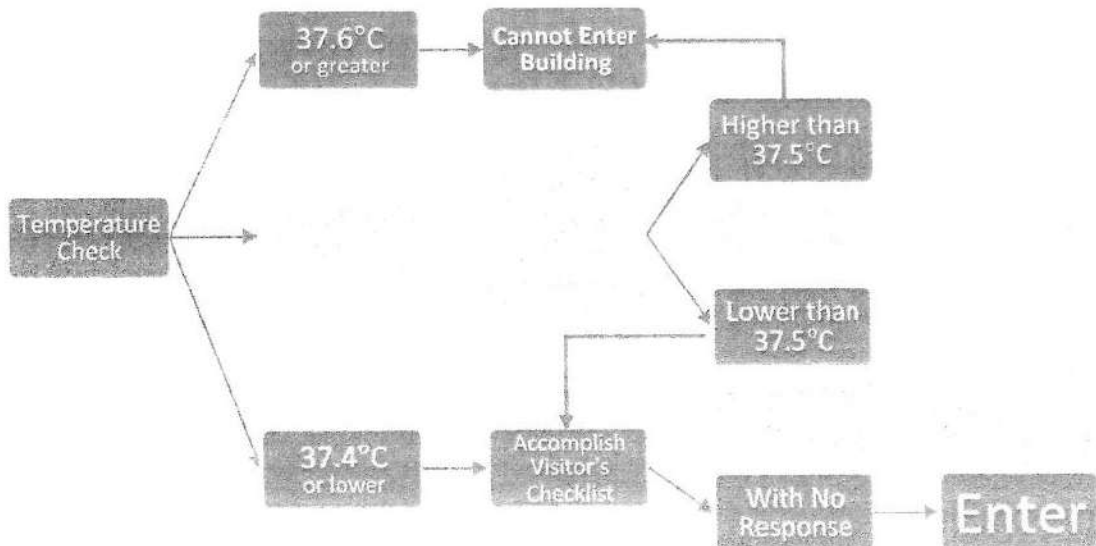 37.6°C
or greater
Cannot Enter
Building
Higher than
37.5°C
Temperature
Check
Lower than
37.5°C
37.4°C
or lower
Accomplish
Visitor's
Checklist
With No
Response
Enter